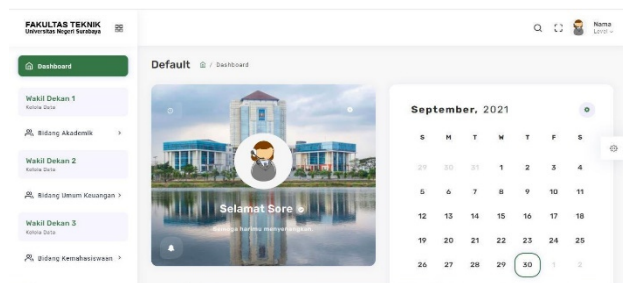 FAKULTAS TEKNIK
Universitas Negeri Surabaya
Nama
Level
Dashboard
Default / Dashboard
Wakil Dekan 1
Kelola Data
Bidang Akademik
Wakil Dekan 2
Kelola Data
Bidang Umum Keuangan
Wakil Dekan 3
Kelola Data
Bidang Kemahasiswaan
Selamat Sore
Semoga harimu menyenangkan.
September, 2021
S M T W T F S
29 30 31 1 2 3 4
5 6 7 8 9 10 11
12 13 14 15 16 17 18
19 20 21 22 23 24 25
26 27 28 29 30 1 2